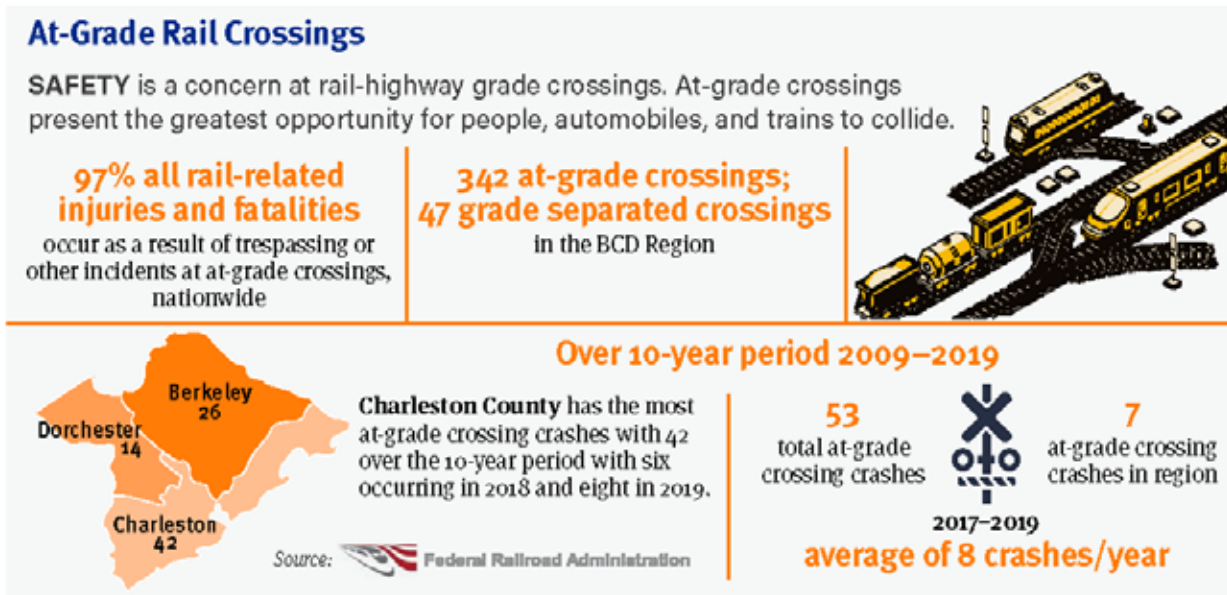 At-Grade Rail Crossings
SAFETY is a concern at rail-highway grade crossings. At-grade crossings
present the greatest opportunity for people, automobiles, and trains to collide.
97% all rail-related
injuries and fatalities
occur as a result of trespassing or
other incidents at at-grade crossings,
nationwide
342 at-grade crossings;
47 grade separated crossings
in the BCD Region
Berkeley
26
Dorchester
14
Charleston
42
Over 10-year period 2009–2019
Charleston County has the most
at-grade crossing crashes with 42
over the 10-year period with six
occurring in 2018 and eight in 2019.
Source: Federal Railroad Administration
53
total at-grade
crossing crashes
7
at-grade crossing
crashes in region
2017–2019
average of 8 crashes/year